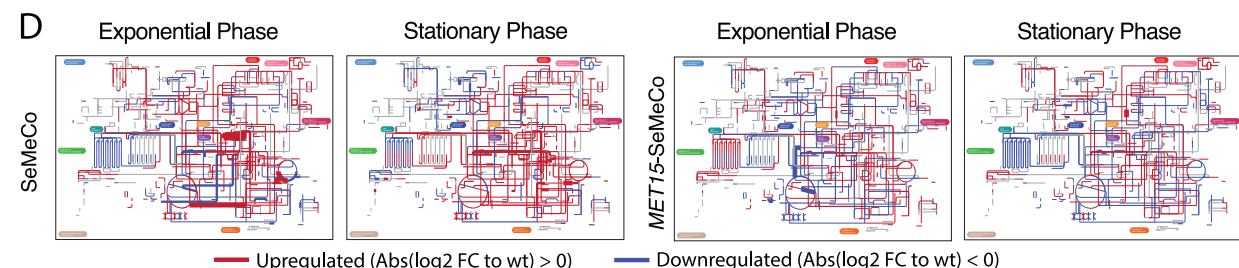 D
Exponential Phase
Stationary Phase
Exponential Phase
Stationary Phase
SeMeCo
MET15-SeMeCo
Upregulated (Abs(log2 FC to wt) > 0)
Downregulated (Abs(log2 FC to wt) < 0)